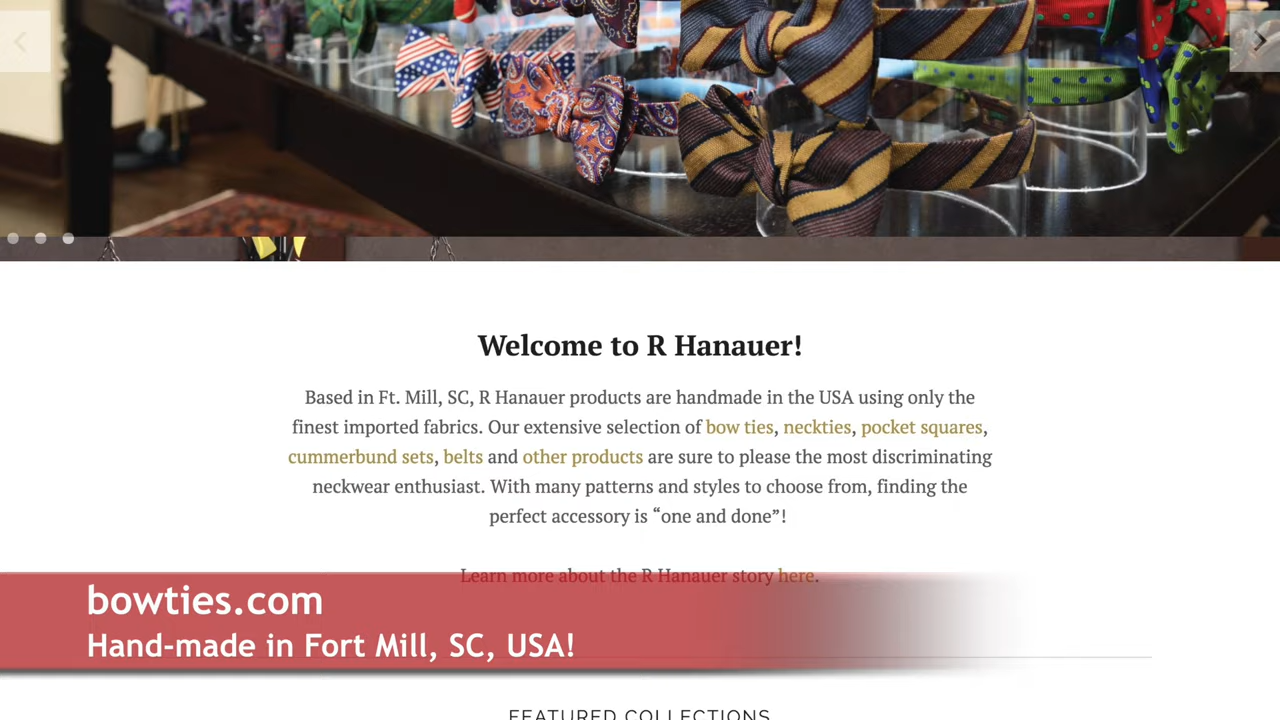 Welcome to R Hanauer!
Based in Ft. Mill, SC, R Hanauer products are handmade in the USA using only the
finest imported fabrics. Our extensive selection of bow ties, neckties, pocket squares,
cummerbund sets, belts and other products are sure to please the most discriminating
neckwear enthusiast. With many patterns and styles to choose from, finding the
perfect accessory is “one and done”!
Learn more about the R Hanauer story here.
bowties.com
Hand-made in Fort Mill, SC, USA!
FEATURED COLLECTIONS